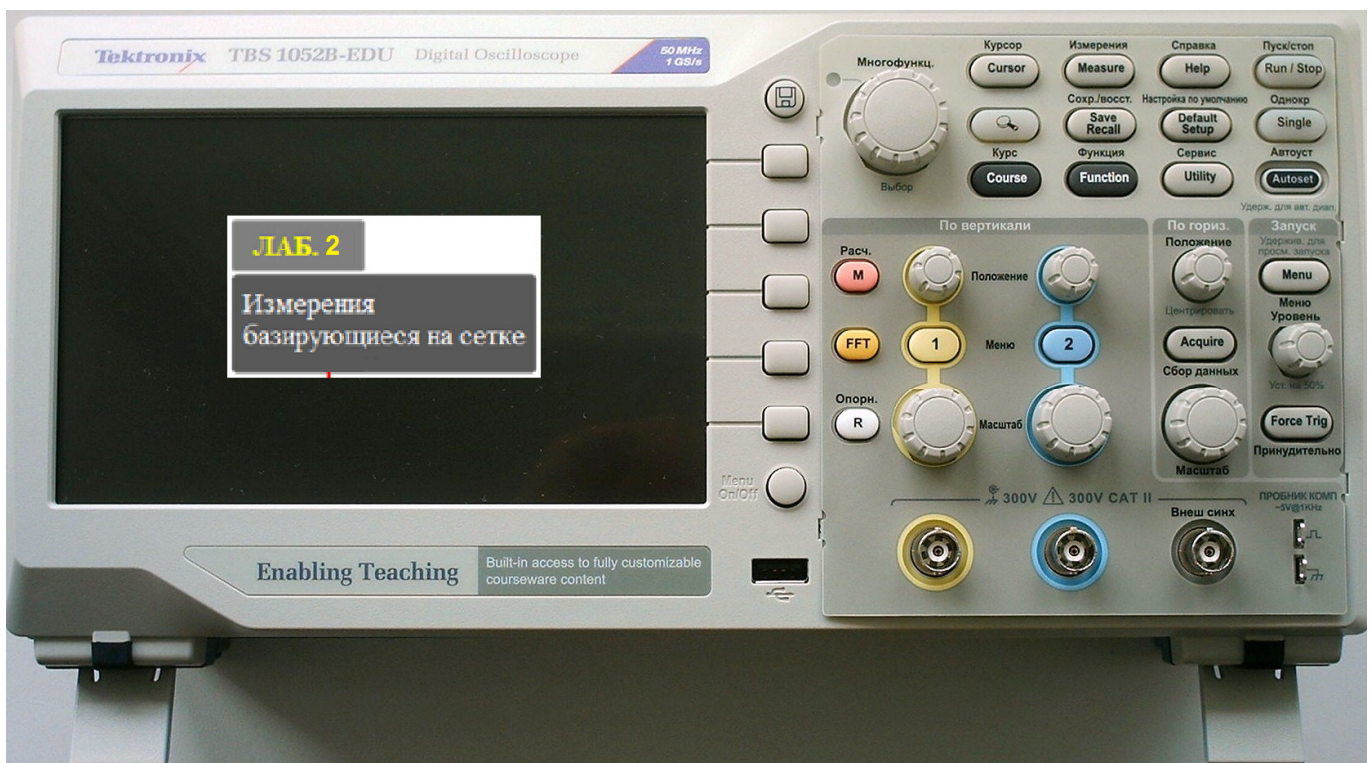 Tektronix TBS 1052B-EDU Digital Oscilloscope
50 MHz
1 GS/s
ЛАБ. 2
Измерения
базирующиеся на сетке
Menu
On/Off
Enabling Teaching
Built-in access to fully customizable
courseware content
Многофункц.
Выбор
Курсор
Cursor
Измерения
Measure
Справка
Help
Пуск/стоп
Run / Stop
Сохр./восст.
Save
Recall
Настройка по умолчанию
Default
Setup
Однокр
Single
Курс
Course
Функция
Function
Сервис
Utility
Автоуст
Autoset
Удерж. для авт. диап.
По вертикали
Расч.
M
Положение
FFT
1
Меню
2
Опорн.
R
Масштаб
По гориз.
Положение
Центрировать
Acquire
Сбор данных
Масштаб
Запуск
Удержив. для
просм. запуска
Menu
Меню
Уровень
Уст. на 50%
Force Trig
Принудительно
300V 300V CAT II
Внеш синх
ПРОБНИК КОМП
~5V@1KHz